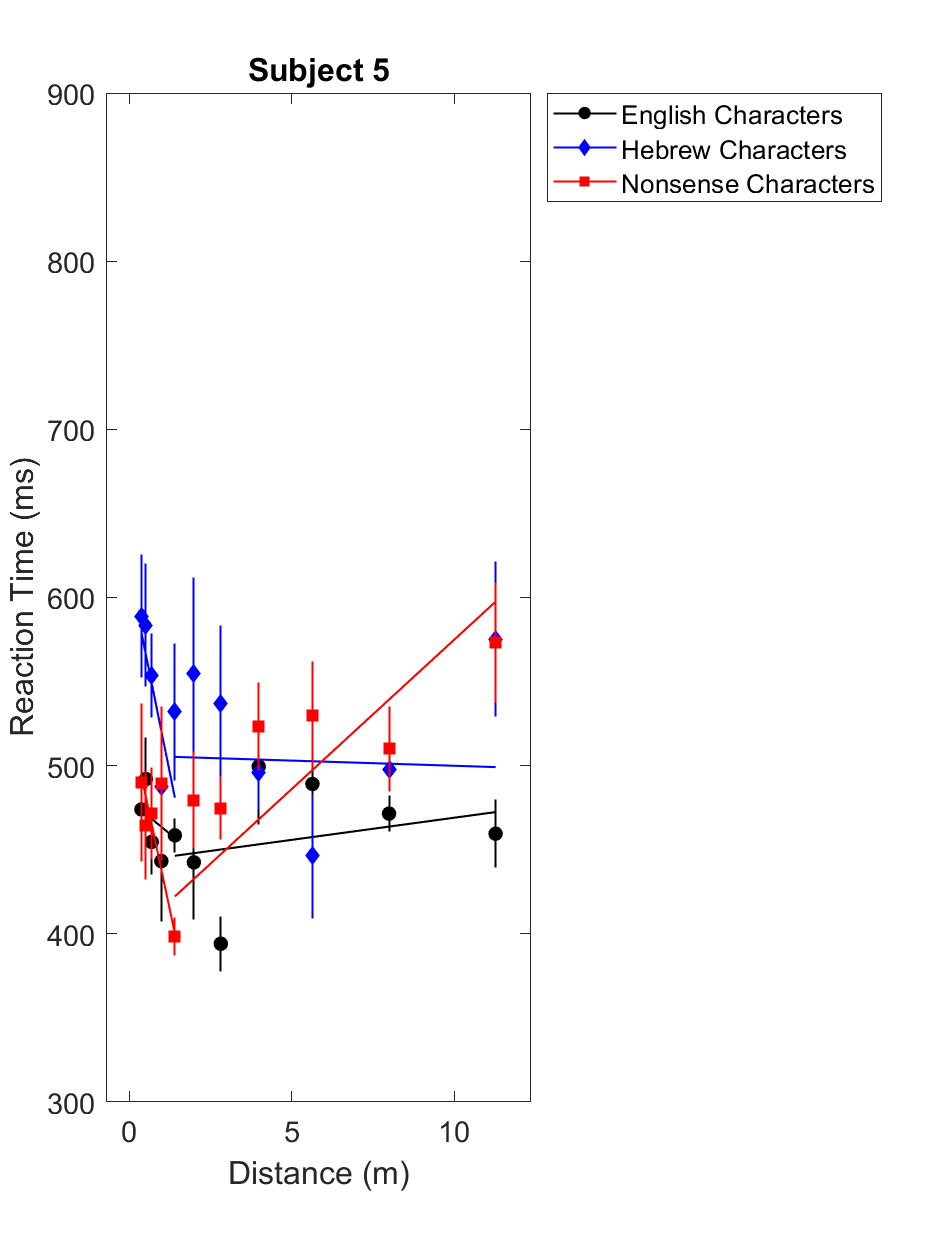 Subject 5
English Characters
Hebrew Characters
Nonsense Characters
900
800
700
600
500
400
300
Reaction Time (ms)
0 5 10
Distance (m)